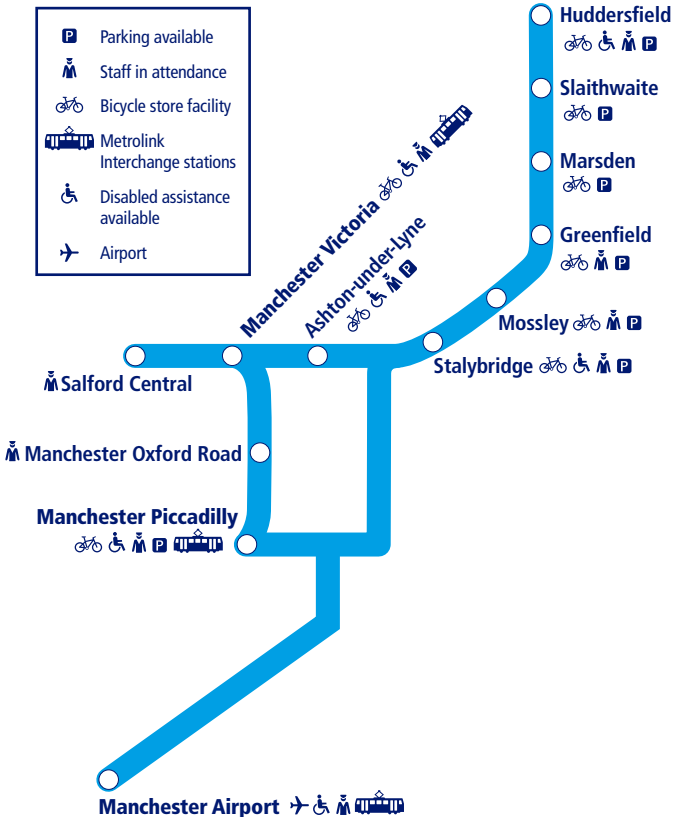 P Parking available
Staff in attendance
Bicycle store facility
Metrolink
Interchange stations
Disabled assistance
available
Airport
Huddersfield
P
Slaithwaite
P
Marsden
P
Greenfield
P
Mossley P
Stalybridge P
Manchester Victoria
Ashton-under-Lyne
P
Salford Central
Manchester Oxford Road
Manchester Piccadilly
P
Manchester Airport